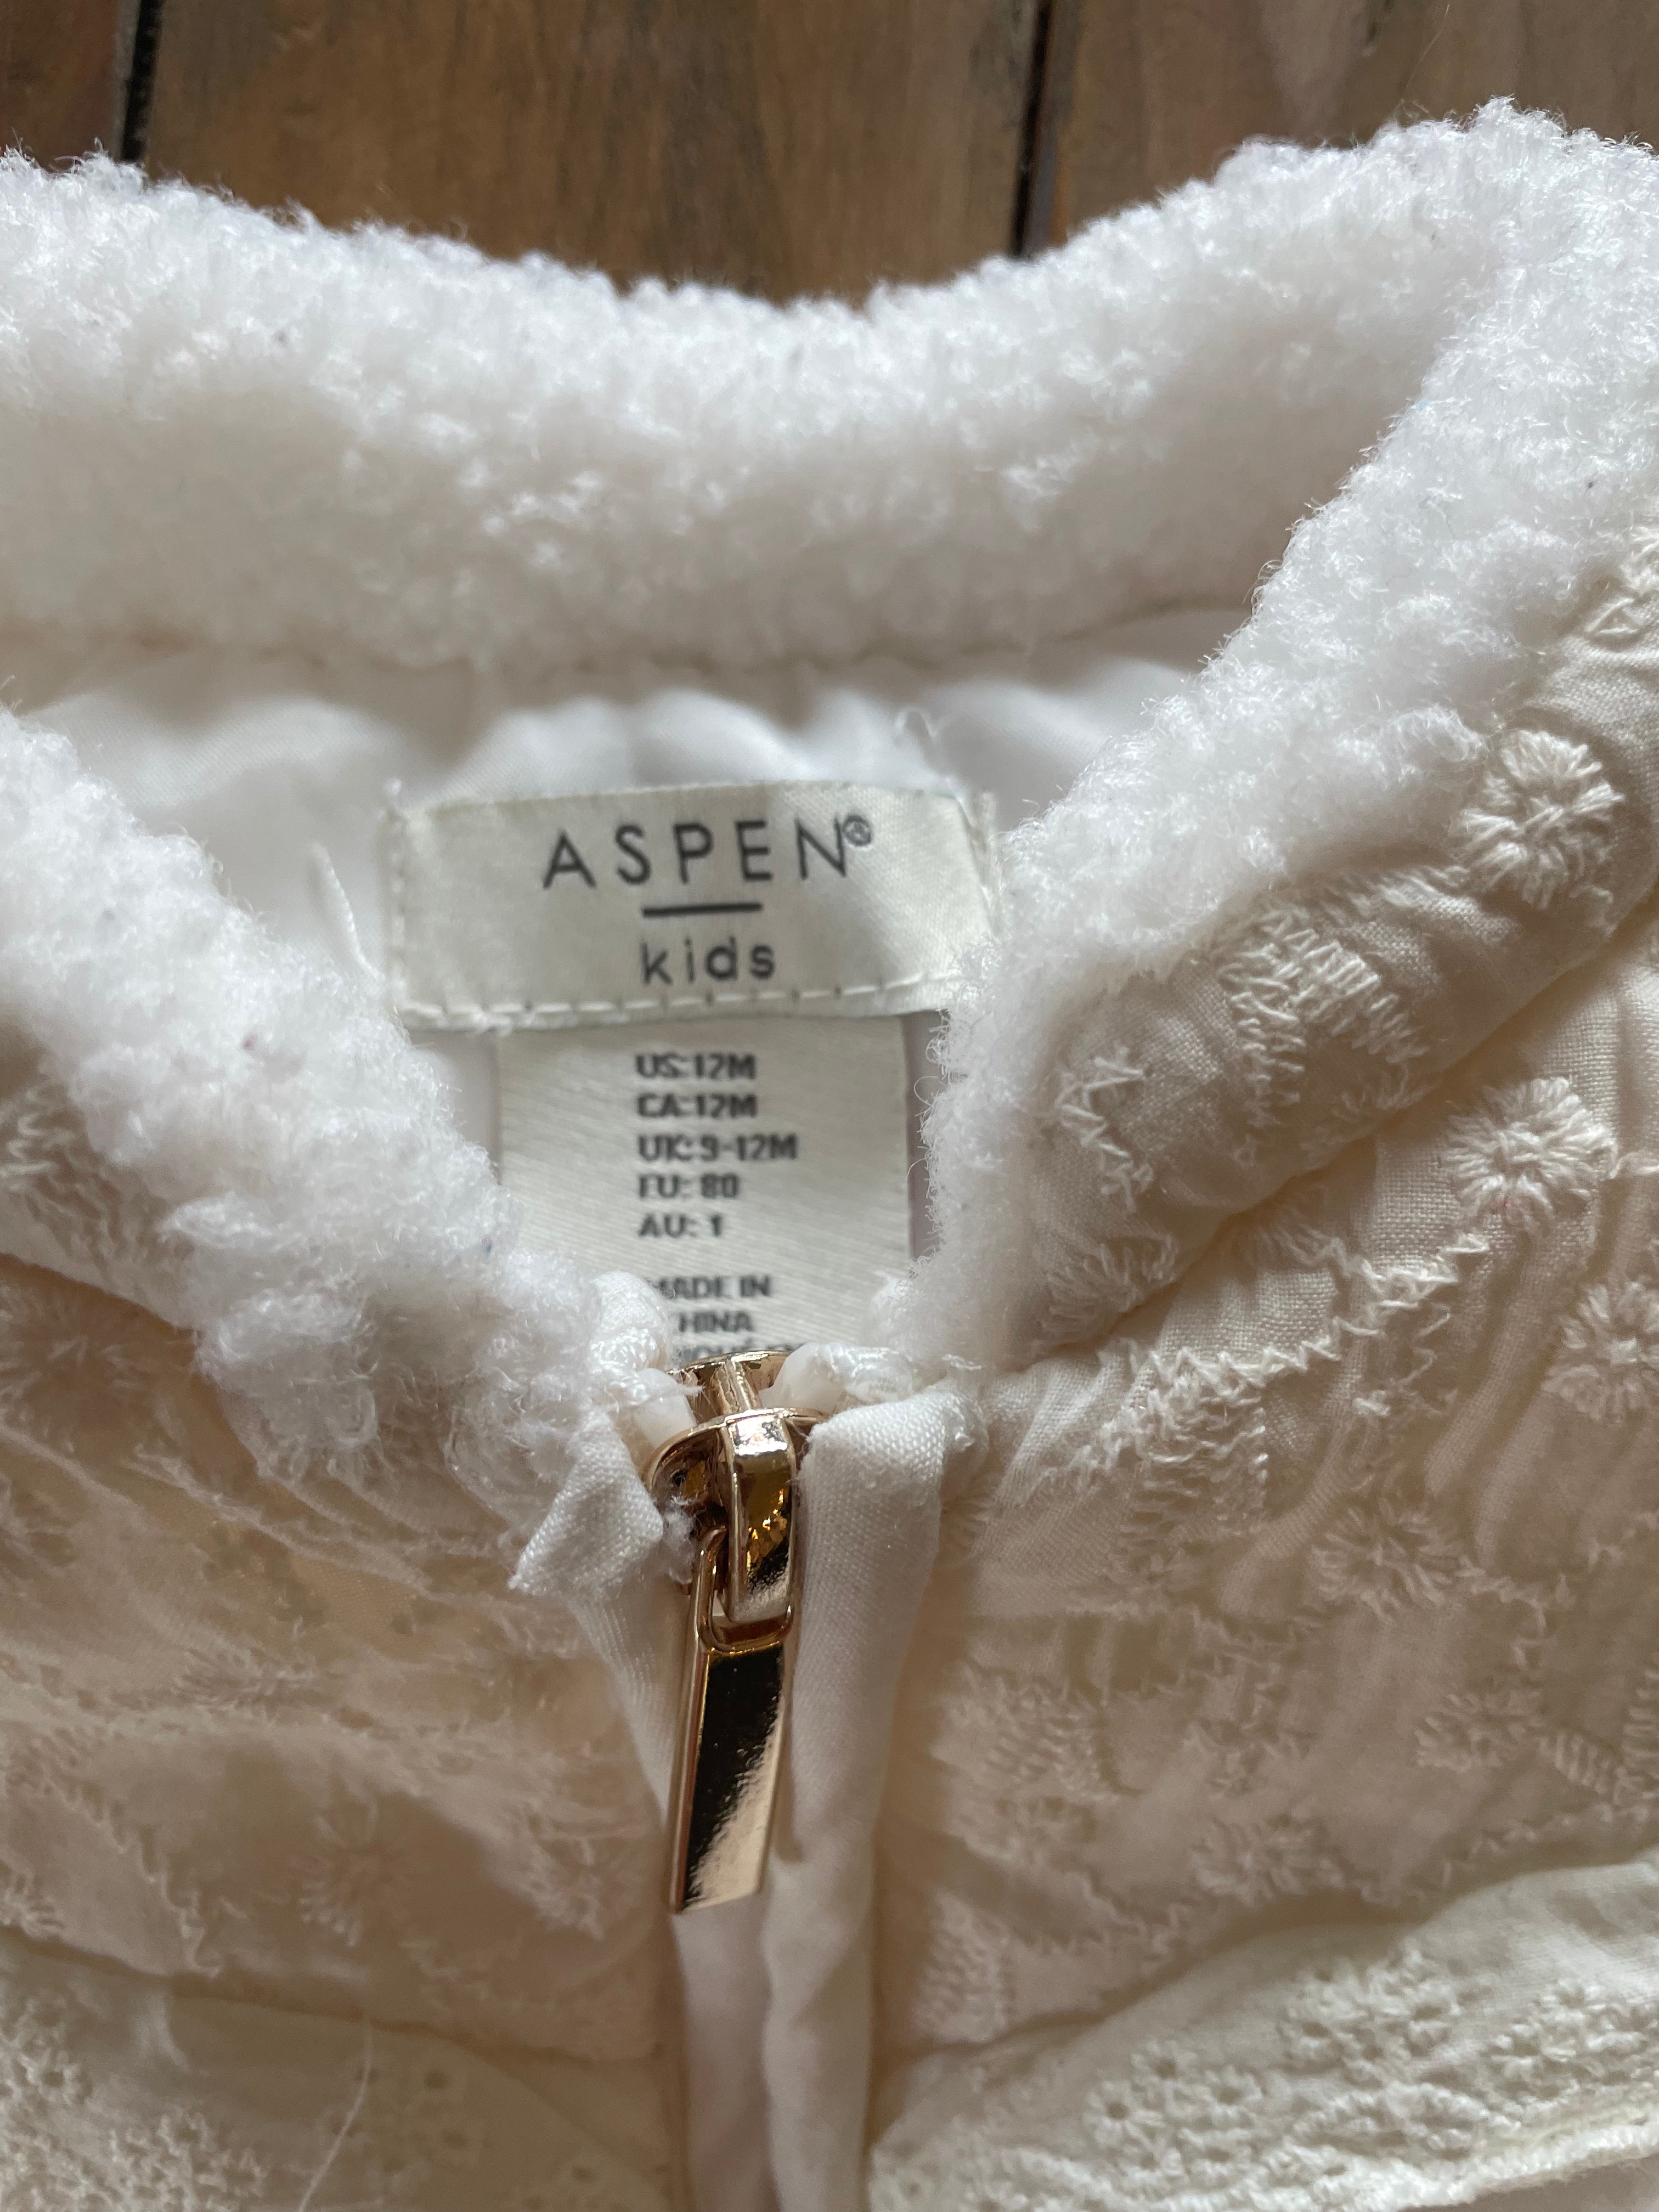 ASPEN®
kids
US:12M
CA:12M
UK:9-12M
EU: 80
AU: 1
MADE IN
CHINA